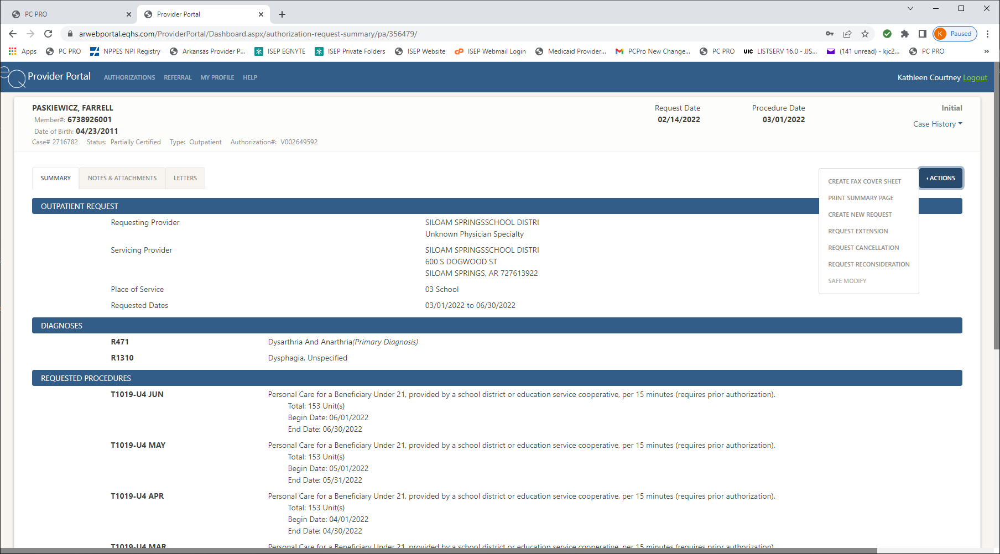 PC PRO
Provider Portal
arwebportal.eqhs.com/ProviderPortal/Dashboard.aspx/authorization-request-summary/pa/356479/
K Paused
Apps PC PRO NPPES NPI Registry Arkansas Provider P... ISEP EGNYTE ISEP Private Folders ISEP Website ISEP Webmail Login Medicaid Provider... PCPro New Change... PC PRO UIC LISTSERV 16.0 - JJS... (141 unread) - kjc2... PC PRO »
eQ Provider Portal AUTHORIZATIONS REFERRAL MY PROFILE HELP Kathleen Courtney Logout
PASKIEWICZ, FARRELL
Member#: 6738926001
Date of Birth: 04/23/2011
Case# 2716782 Status: Partially Certified Type: Outpatient Authorization#: V002649592
Request Date
02/14/2022
Procedure Date
03/01/2022
Initial
Case History
SUMMARY NOTES & ATTACHMENTS LETTERS
ACTIONS
CREATE FAX COVER SHEET
PRINT SUMMARY PAGE
CREATE NEW REQUEST
REQUEST EXTENSION
REQUEST CANCELLATION
REQUEST RECONSIDERATION
SAFE MODIFY
OUTPATIENT REQUEST
Requesting Provider SILOAM SPRINGSSCHOOL DISTRI
Unknown Physician Specialty
Servicing Provider SILOAM SPRINGSSCHOOL DISTRI
600 S DOGWOOD ST
SILOAM SPRINGS, AR 727613922
Place of Service 03 School
Requested Dates 03/01/2022 to 06/30/2022
DIAGNOSES
R471 Dysarthria And Anarthria(Primary Diagnosis)
R1310 Dysphagia, Unspecified
REQUESTED PROCEDURES
T1019-U4 JUN Personal Care for a Beneficiary Under 21, provided by a school district or education service cooperative, per 15 minutes (requires prior authorization).
Total: 153 Unit(s)
Begin Date: 06/01/2022
End Date: 06/30/2022
T1019-U4 MAY Personal Care for a Beneficiary Under 21, provided by a school district or education service cooperative, per 15 minutes (requires prior authorization).
Total: 153 Unit(s)
Begin Date: 05/01/2022
End Date: 05/31/2022
T1019-U4 APR Personal Care for a Beneficiary Under 21, provided by a school district or education service cooperative, per 15 minutes (requires prior authorization).
Total: 153 Unit(s)
Begin Date: 04/01/2022
End Date: 04/30/2022
T1019-U4 MAR Personal Care for a Beneficiary Under 21, provided by a school district or education service cooperative, per 15 minutes (requires prior authorization).